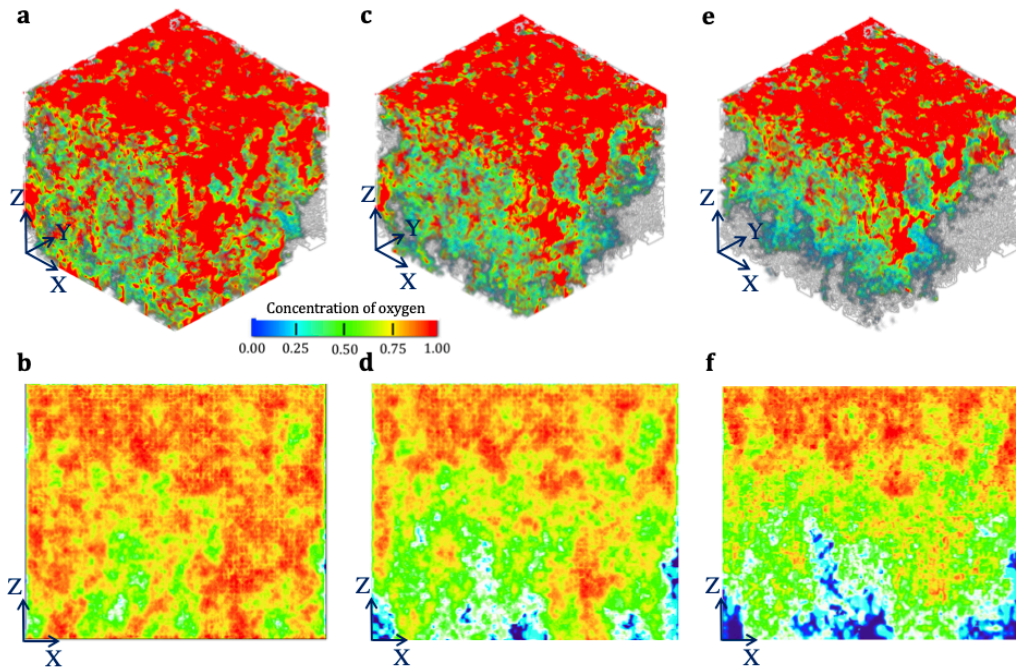 a
c
e
Z
Y
X
Z
Y
X
Z
Y
X
Concentration of oxygen
0.00 0.25 0.50 0.75 1.00
b
d
f
Z
X
Z
X
Z
X